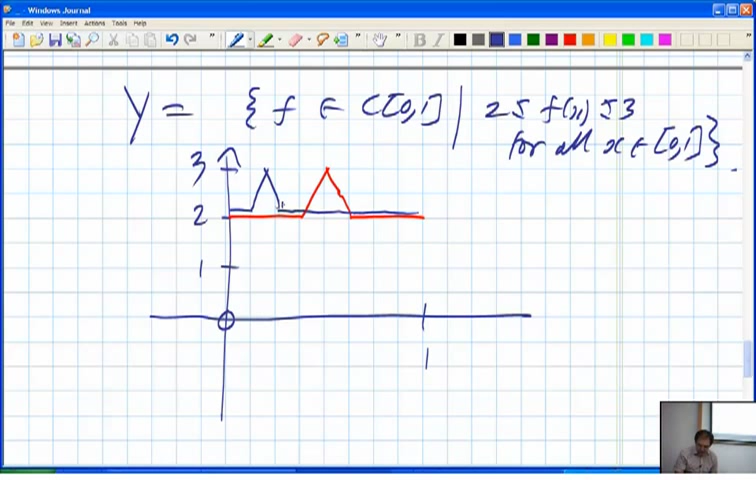 _ - Windows Journal
File Edit View Insert Actions Tools Help
B I
Y = { f ∈ C[0,1] | 2 ≤ f(x) ≤ 3
for all x ∈ [0,1] } .
3
2
1
1